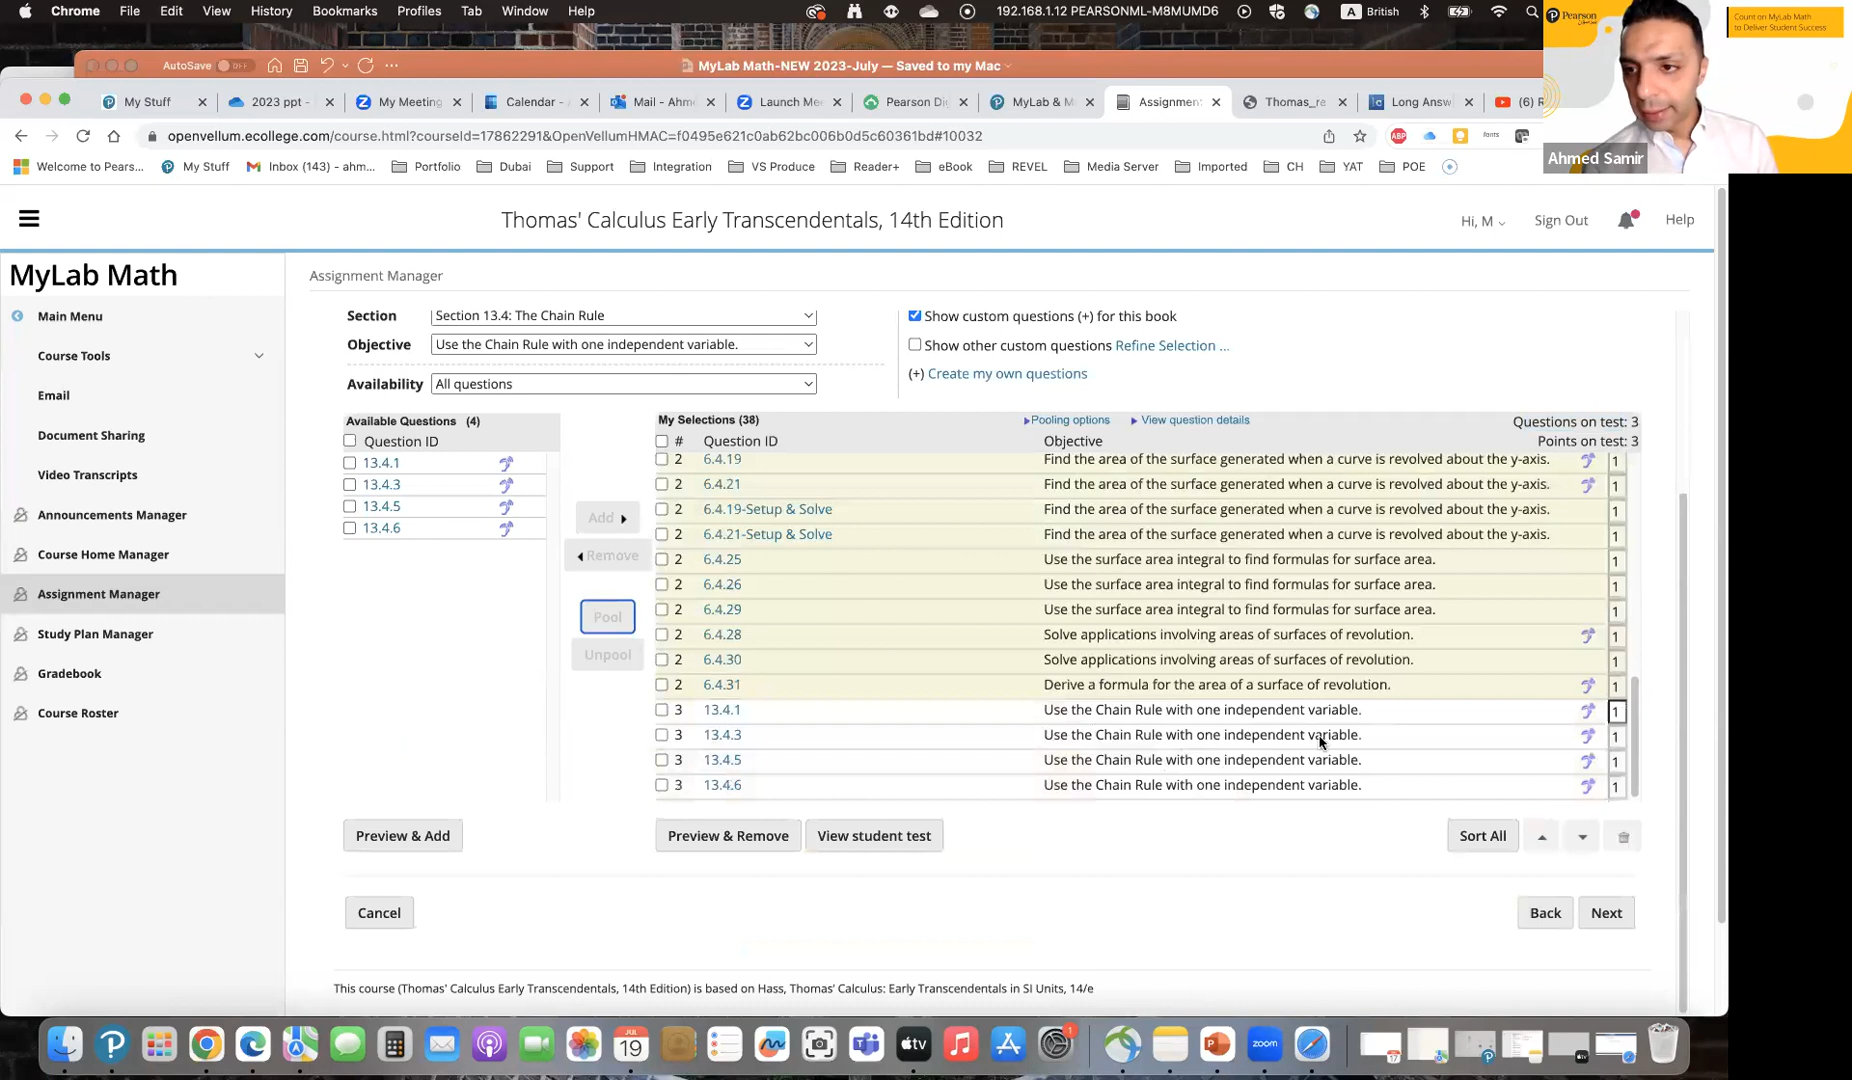 Chrome File Edit View History Bookmarks Profiles Tab Window Help 192.168.1.12 PEARSONML-M8MUMD6 A British
Pearson
Count on MyLab Math
to Deliver Student Success
AutoSave OFF
MyLab Math-NEW 2023-July — Saved to my Mac
My Stuff 2023 ppt - My Meeting Calendar - Mail - Ahm Launch Me Pearson Di MyLab & M Assignmen Thomas_re Long Answ (6) R
openvellum.ecollege.com/course.html?courseId=17862291&OpenVellumHMAC=f0495e621c0ab62bc006b0d5c60361bd#10032
ABP Fonts
Ahmed Samir
Welcome to Pears... My Stuff Inbox (143) - ahm... Portfolio Dubai Support Integration VS Produce Reader+ eBook REVEL Media Server Imported CH YAT POE
Thomas' Calculus Early Transcendentals, 14th Edition
Hi, M Sign Out Help
MyLab Math
Main Menu
Course Tools
Email
Document Sharing
Video Transcripts
Announcements Manager
Course Home Manager
Assignment Manager
Study Plan Manager
Gradebook
Course Roster
Assignment Manager
Section Section 13.4: The Chain Rule
Objective Use the Chain Rule with one independent variable.
Availability All questions
Show custom questions (+) for this book
Show other custom questions Refine Selection ...
(+) Create my own questions
Available Questions (4)
Question ID
13.4.1
13.4.3
13.4.5
13.4.6
Add
Remove
Pool
Unpool
My Selections (38) Pooling options View question details Questions on test: 3
# Question ID Objective Points on test: 3
2 6.4.19 Find the area of the surface generated when a curve is revolved about the y-axis. 1
2 6.4.21 Find the area of the surface generated when a curve is revolved about the y-axis. 1
2 6.4.19-Setup & Solve Find the area of the surface generated when a curve is revolved about the y-axis. 1
2 6.4.21-Setup & Solve Find the area of the surface generated when a curve is revolved about the y-axis. 1
2 6.4.25 Use the surface area integral to find formulas for surface area. 1
2 6.4.26 Use the surface area integral to find formulas for surface area. 1
2 6.4.29 Use the surface area integral to find formulas for surface area. 1
2 6.4.28 Solve applications involving areas of surfaces of revolution. 1
2 6.4.30 Solve applications involving areas of surfaces of revolution. 1
2 6.4.31 Derive a formula for the area of a surface of revolution. 1
3 13.4.1 Use the Chain Rule with one independent variable. 1
3 13.4.3 Use the Chain Rule with one independent variable. 1
3 13.4.5 Use the Chain Rule with one independent variable. 1
3 13.4.6 Use the Chain Rule with one independent variable. 1
Preview & Add Preview & Remove View student test Sort All
Cancel Back Next
This course (Thomas' Calculus Early Transcendentals, 14th Edition) is based on Hass, Thomas' Calculus: Early Transcendentals in SI Units, 14/e
JUL
19
tv
1
zoom
17